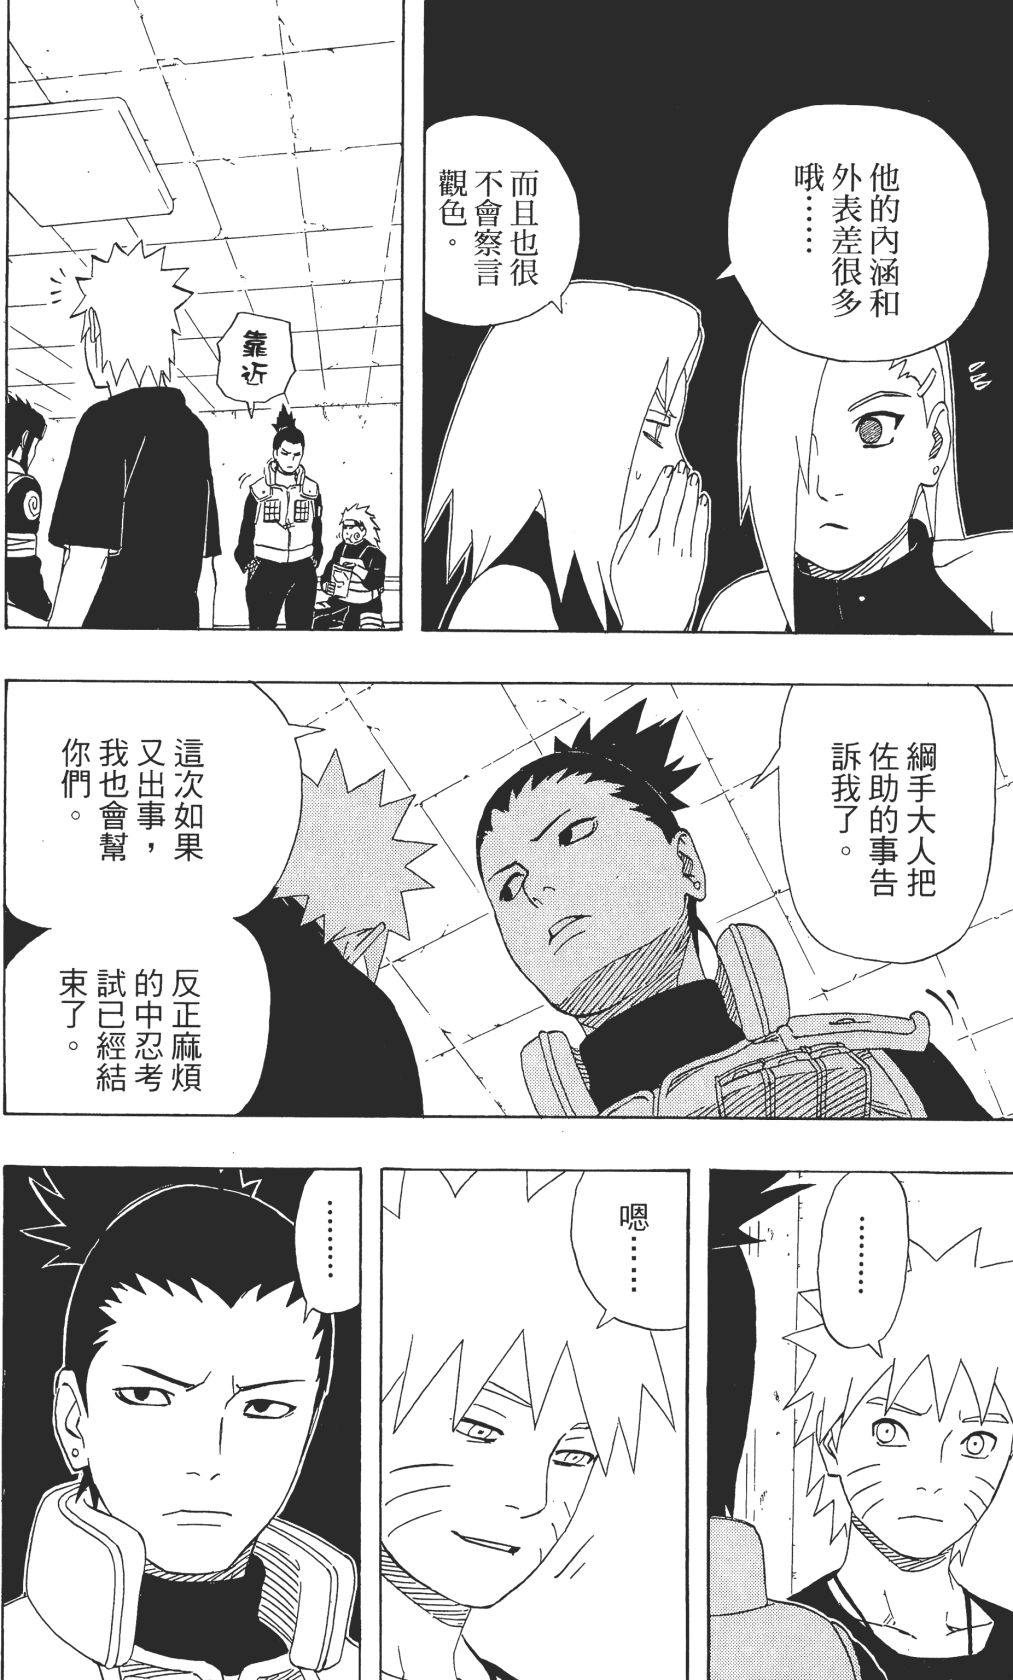 他的內涵和
外表差很多
哦……
而且也很
不會察言
觀色。
靠近
綱手大人把
佐助的事告
訴我了。
這次如果
又出事，
我也會幫
你們。
反正麻煩
的中忍考
試已經結
束了。
………
嗯……
………